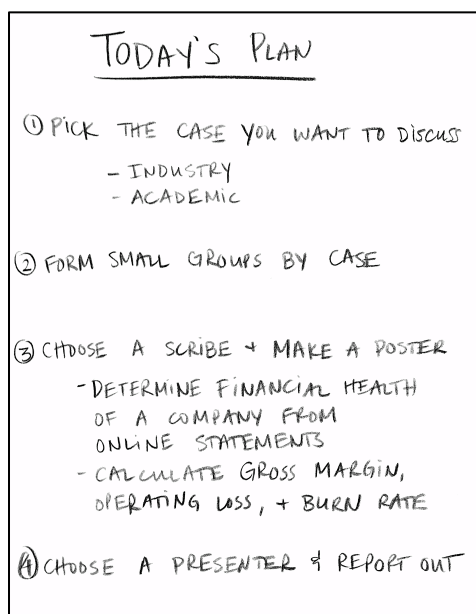 TODAY'S PLAN
① PICK THE CASE YOU WANT TO DISCUSS
- INDUSTRY
- ACADEMIC
② FORM SMALL GROUPS BY CASE
③ CHOOSE A SCRIBE + MAKE A POSTER
- DETERMINE FINANCIAL HEALTH
OF A COMPANY FROM
ONLINE STATEMENTS
- CALCULATE GROSS MARGIN,
OPERATING LOSS, + BURN RATE
④ CHOOSE A PRESENTER & REPORT OUT